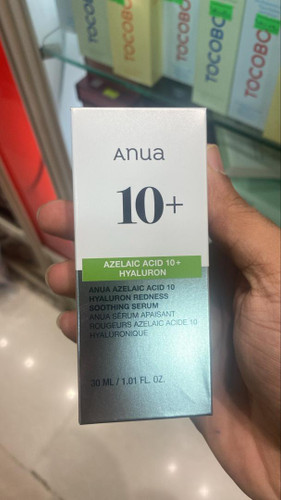 TOCOBO
TOCOBO
TOCOBO
TOCOBO
Anua
10+
AZELAIC ACID 10+
HYALURON
ANUA AZELAIC ACID 10
HYALURON REDNESS
SOOTHING SERUM
ANUA SÉRUM APAISANT
ROUGEURS AZELAIC ACIDE 10
HYALURONIQUE
30 ML / 1.01 FL. OZ.